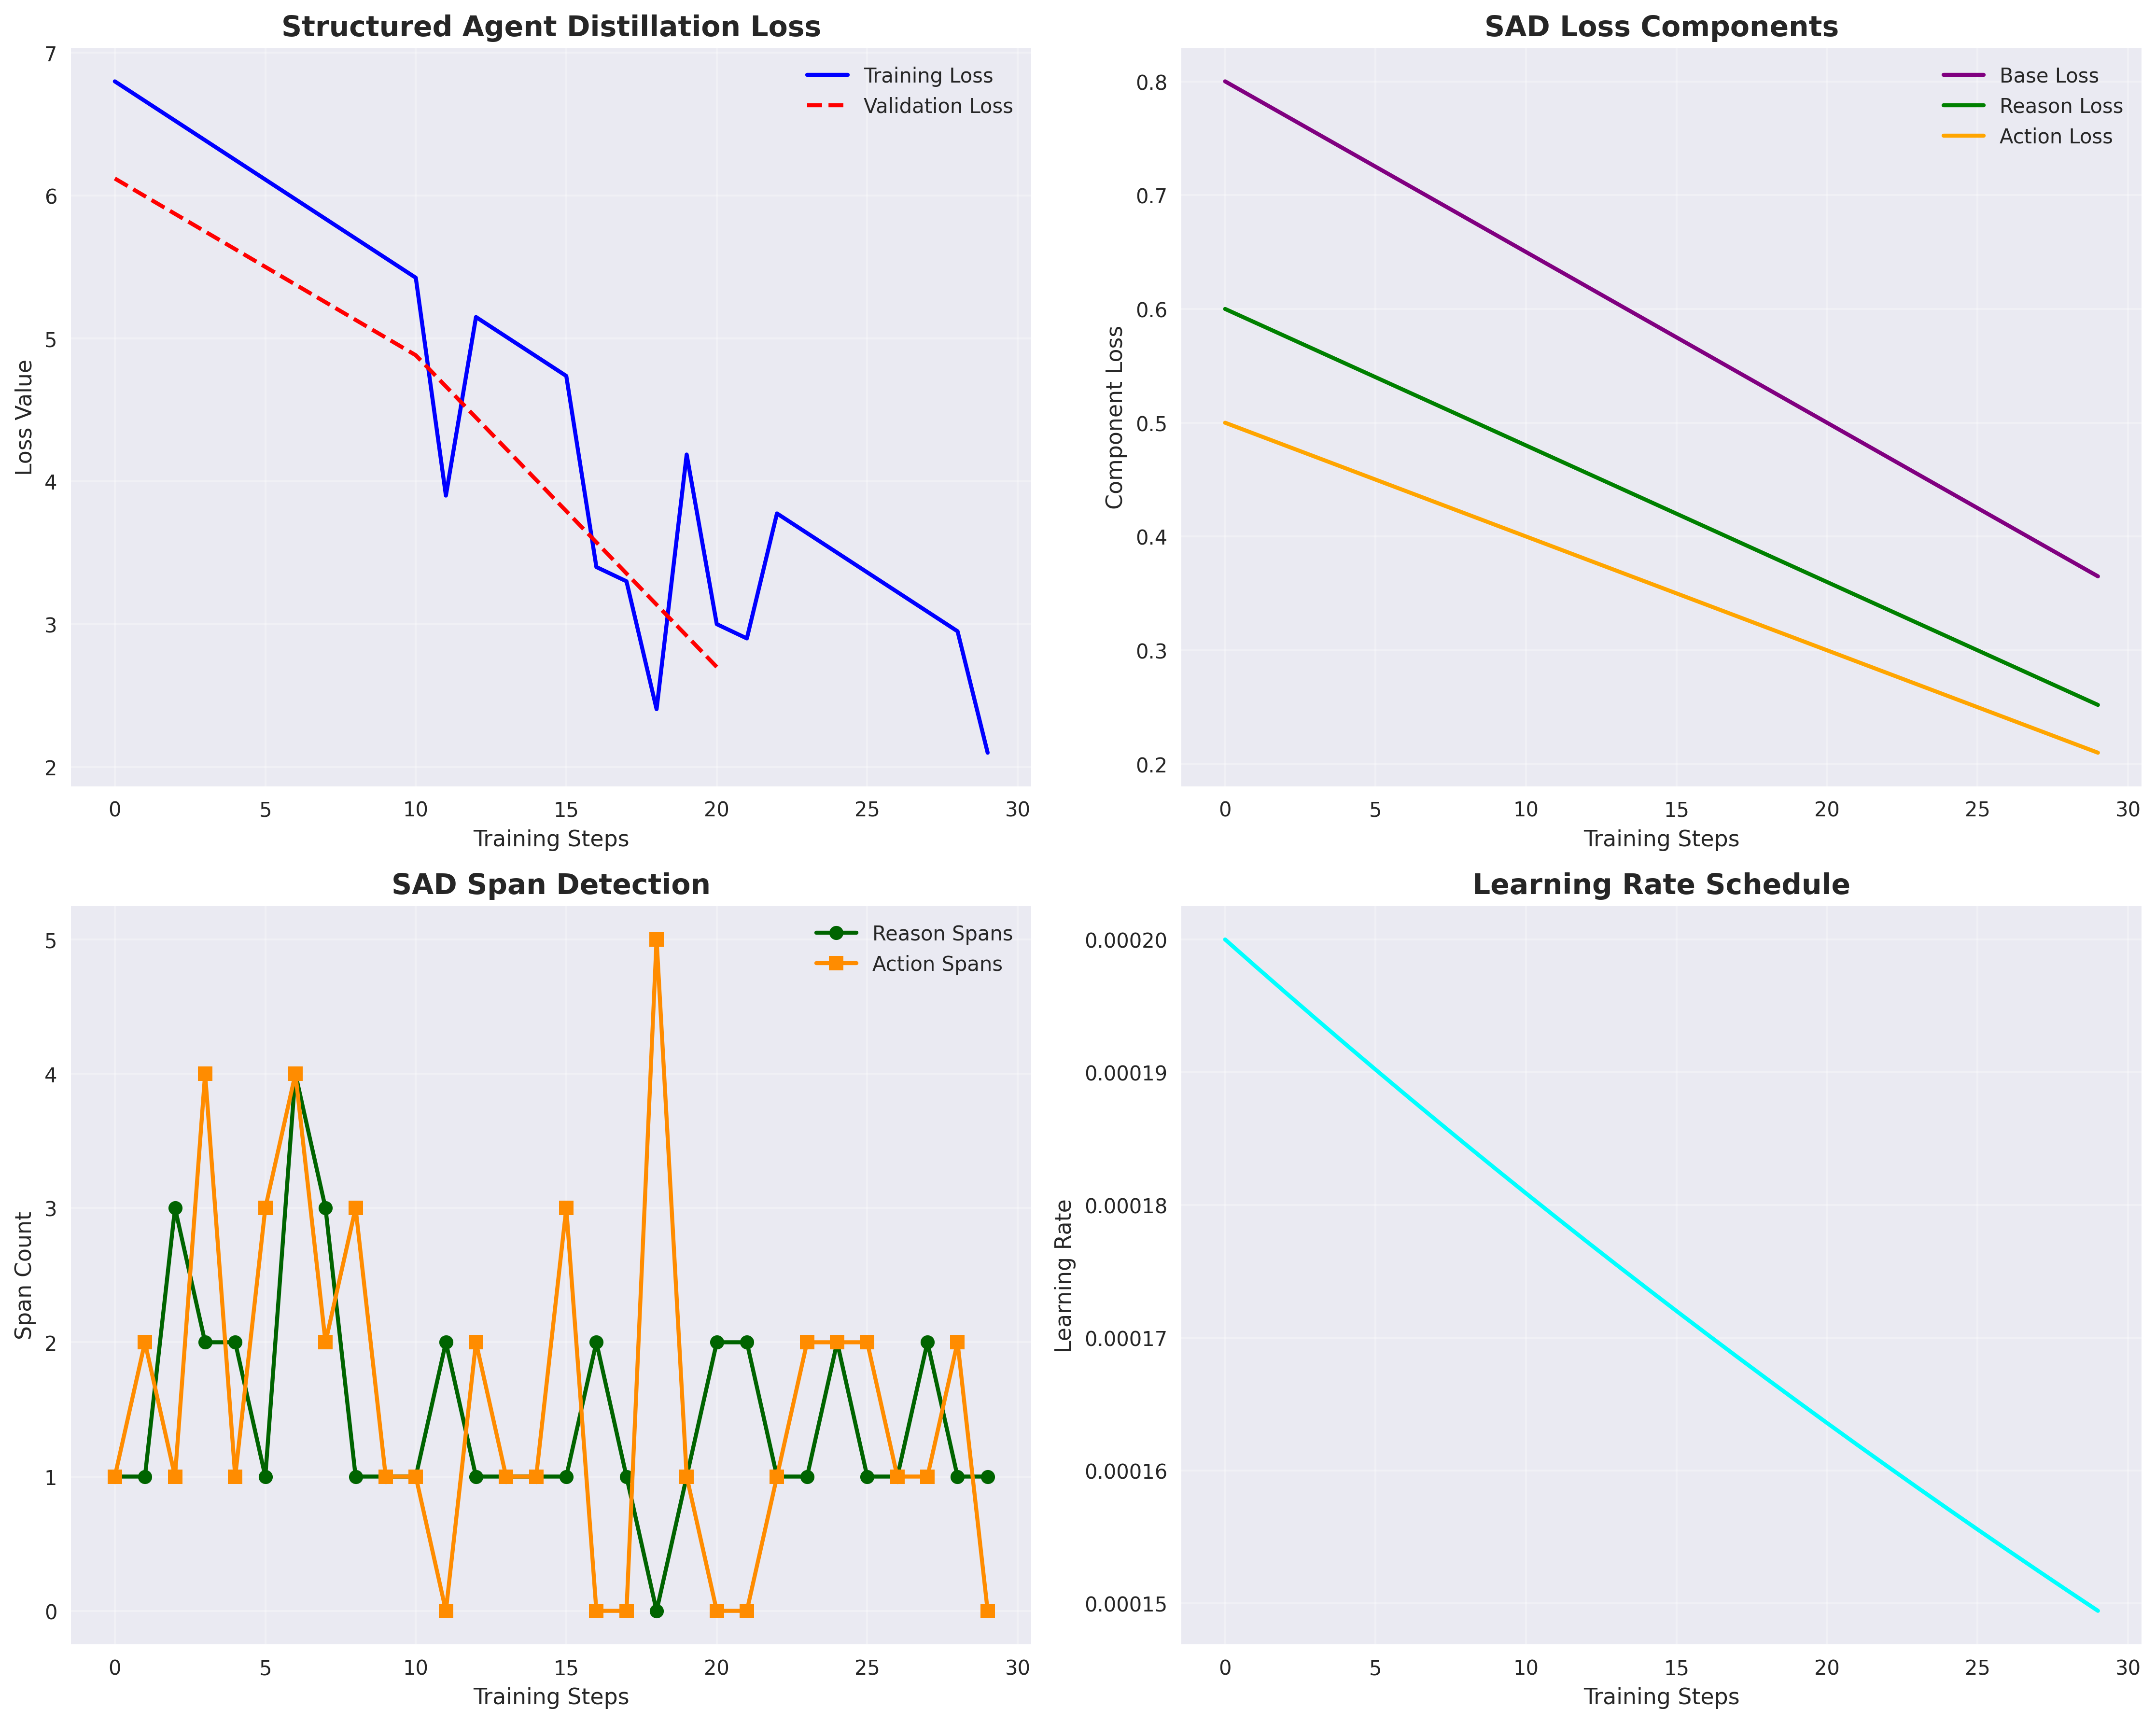 Structured Agent Distillation Loss
7
6
5
4
3
2
Loss Value
Training Loss
Validation Loss
0 5 10 15 20 25 30
Training Steps
SAD Loss Components
0.8
0.7
0.6
0.5
0.4
0.3
0.2
Component Loss
Base Loss
Reason Loss
Action Loss
0 5 10 15 20 25 30
Training Steps
SAD Span Detection
5
4
3
2
1
0
Span Count
Reason Spans
Action Spans
0 5 10 15 20 25 30
Training Steps
Learning Rate Schedule
0.00020
0.00019
0.00018
0.00017
0.00016
0.00015
Learning Rate
0 5 10 15 20 25 30
Training Steps